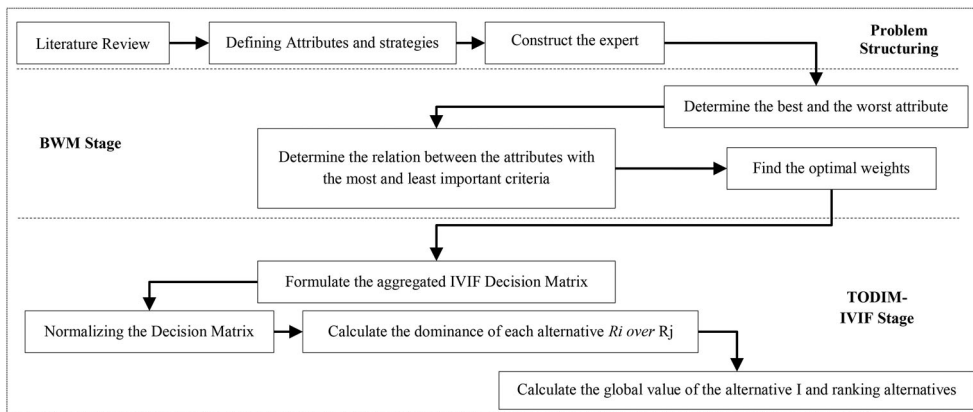 Literature Review
Defining Attributes and strategies
Construct the expert
Problem
Structuring
Determine the best and the worst attribute
BWM Stage
Determine the relation between the attributes with
the most and least important criteria
Find the optimal weights
Formulate the aggregated IVIF Decision Matrix
TODIM-
IVIF Stage
Normalizing the Decision Matrix
Calculate the dominance of each alternative Ri over Rj
Calculate the global value of the alternative I and ranking alternatives